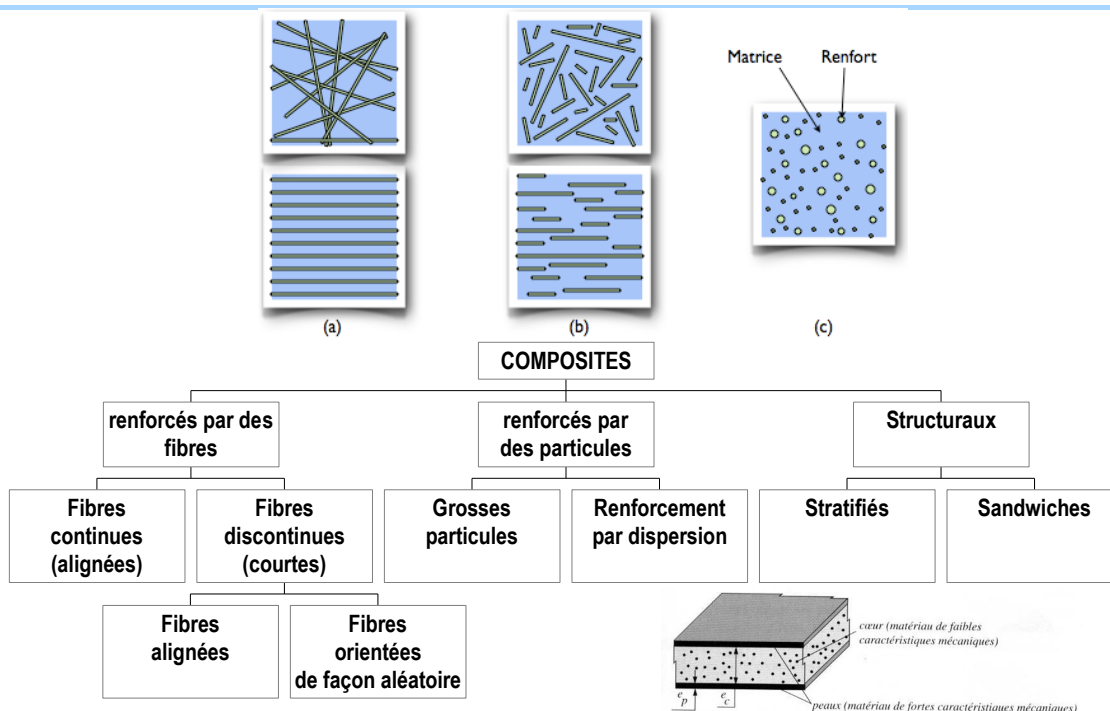 Matrice
Renfort
(a)
(b)
(c)
COMPOSITES
renforcés par des
fibres
renforcés par
des particules
Structuraux
Fibres
continues
(alignées)
Fibres
discontinues
(courtes)
Grosses
particules
Renforcement
par dispersion
Stratifiés
Sandwiches
Fibres
alignées
Fibres
orientées
de façon aléatoire
cœur (matériau de faibles
caractéristiques mécaniques)
e_p
e_c
peaux (matériau de fortes caractéristiques mécaniques)